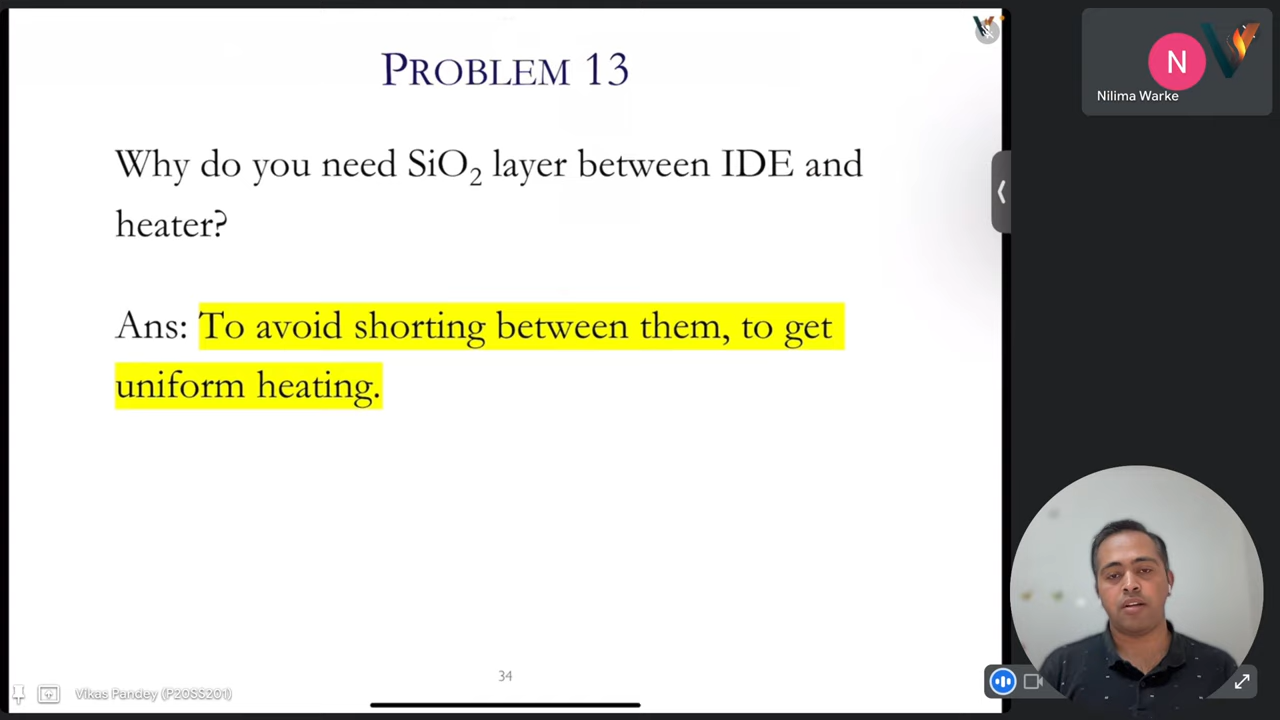 PROBLEM 13
Why do you need SiO₂ layer between IDE and
heater?
Ans: To avoid shorting between them, to get
uniform heating.
34
Vikas Pandey (P20SS201)
N
Nilima Warke